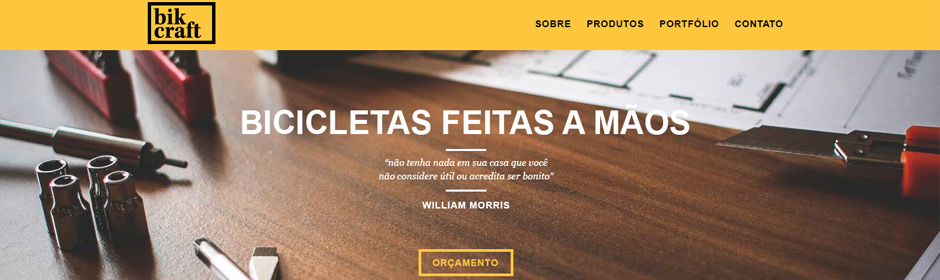 bik
craft
SOBRE PRODUTOS PORTFÓLIO CONTATO
BICICLETAS FEITAS A MÃOS
“não tenha nada em sua casa que você
não considere útil ou acredita ser bonito”
WILLIAM MORRIS
ORÇAMENTO